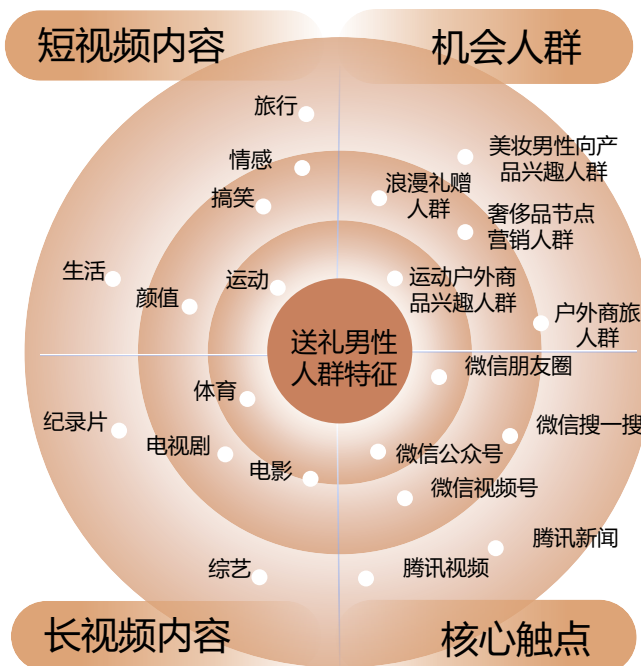 短视频内容
机会人群
旅行
情感
搞笑
生活
颜值
运动
美妆男性向产
品兴趣人群
浪漫礼赠
人群
奢侈品节点
营销人群
运动户外商
品兴趣人群
户外商旅
人群
送礼男性
人群特征
体育
纪录片
电视剧
电影
综艺
微信朋友圈
微信搜一搜
微信公众号
微信视频号
腾讯新闻
腾讯视频
长视频内容
核心触点